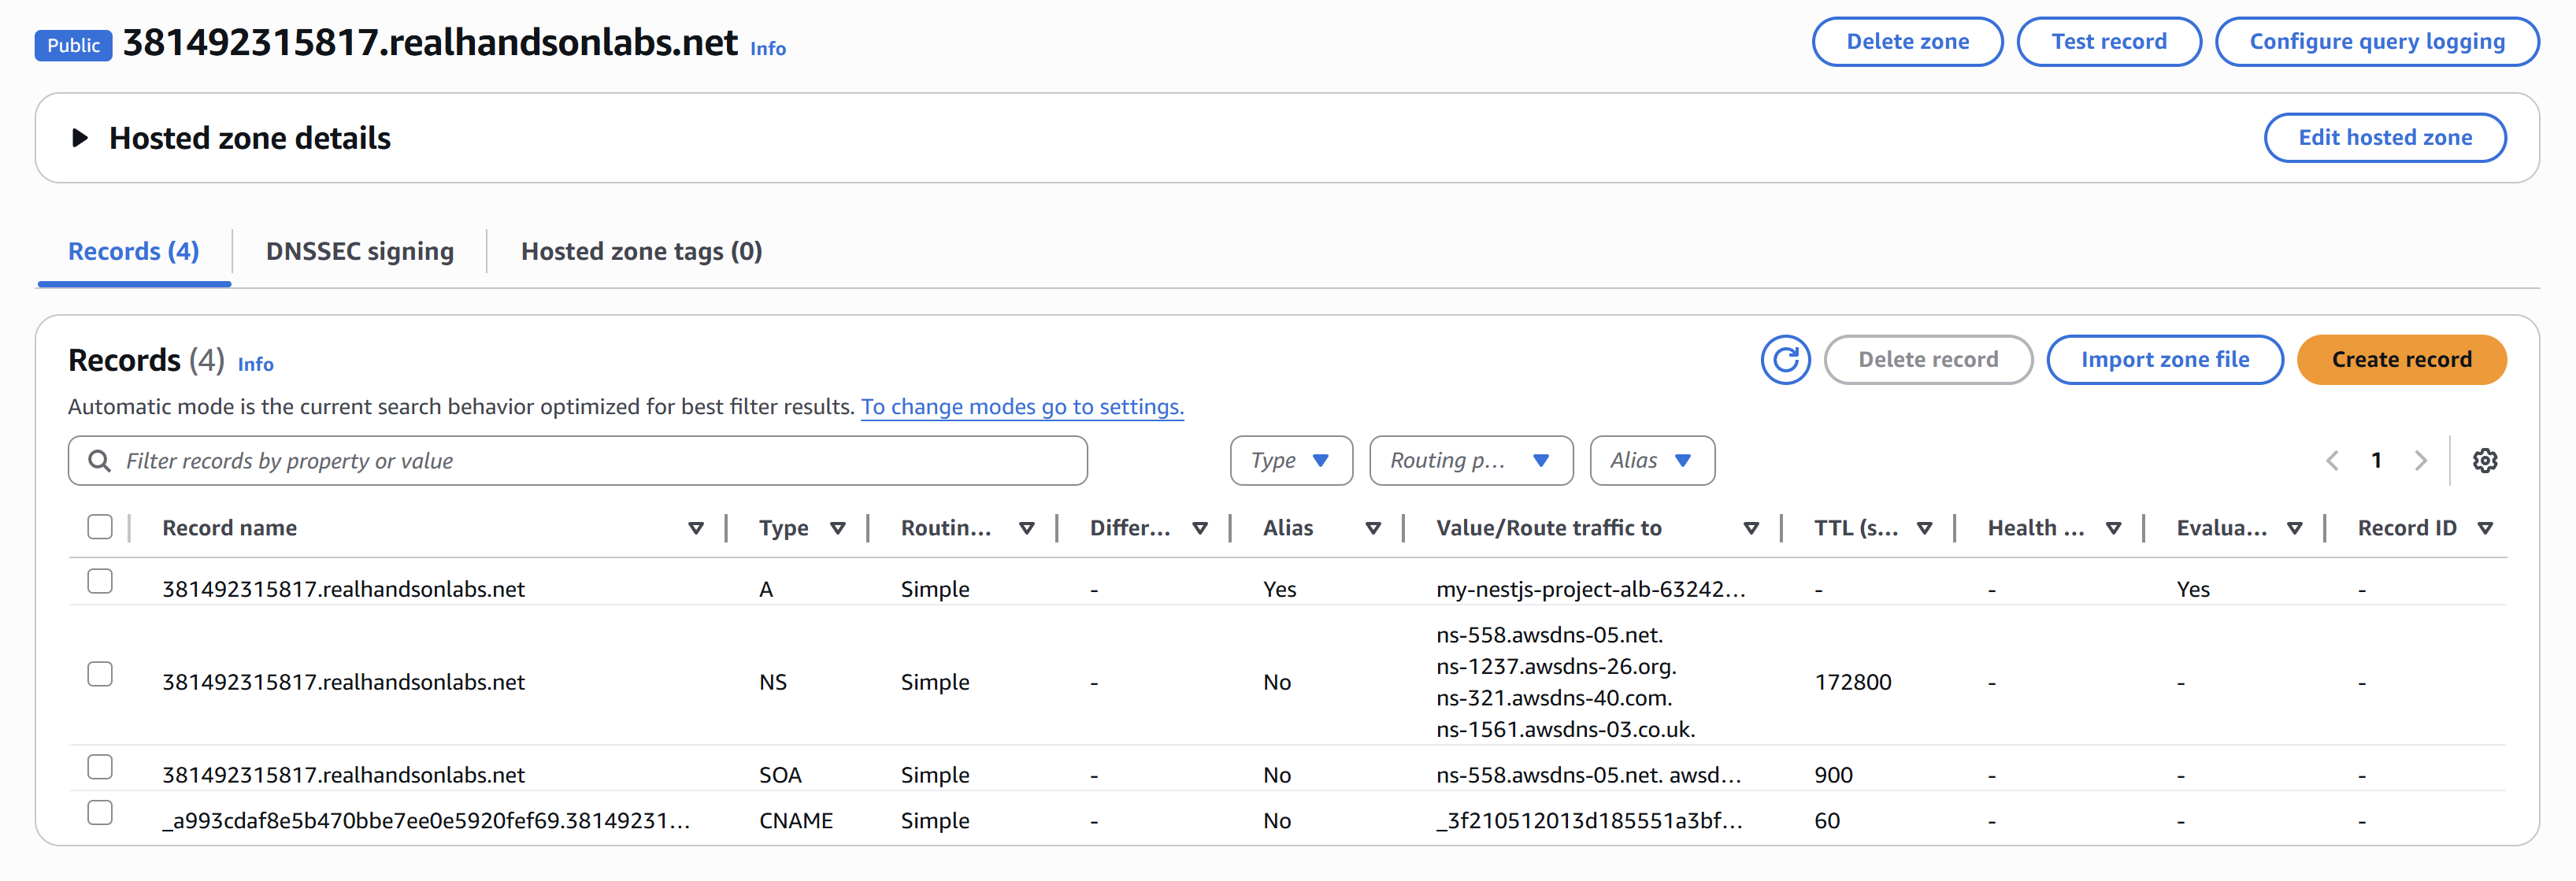 Public 381492315817.realhandsonlabs.net Info Delete zone Test record Configure query logging
Hosted zone details Edit hosted zone
Records (4) DNSSEC signing Hosted zone tags (0)
Records (4) Info Delete record Import zone file Create record
Automatic mode is the current search behavior optimized for best filter results. To change modes go to settings.
Filter records by property or value Type Routing p... Alias 1
Record name Type Routin... Differ... Alias Value/Route traffic to TTL (s... Health ... Evalua... Record ID
381492315817.realhandsonlabs.net A Simple - Yes my-nestjs-project-alb-63242... - - Yes -
ns-558.awsdns-05.net.
ns-1237.awsdns-26.org.
381492315817.realhandsonlabs.net NS Simple - No 172800 - - -
ns-321.awsdns-40.com.
ns-1561.awsdns-03.co.uk.
381492315817.realhandsonlabs.net SOA Simple - No ns-558.awsdns-05.net. awsd... 900 - - -
_a993cdaf8e5b470bbe7ee0e5920fef69.38149231... CNAME Simple - No _3f210512013d185551a3bf... 60 - - -